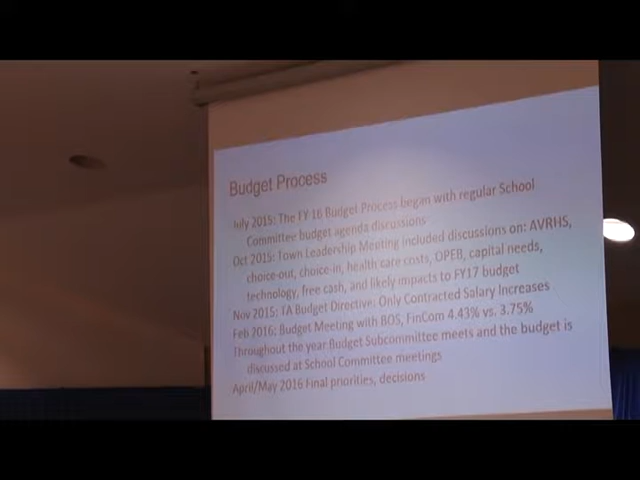 Budget Process
July 2015: The FY 16 Budget Process began with regular School
Committee budget agenda discussions
Oct 2015: Town Leadership Meeting included discussions on: AVRHS,
choice-out, choice-in, health care costs, OPEB, capital needs,
technology, free cash, and likely impacts to FY17 budget
Nov 2015: TA Budget Directive: Only Contracted Salary Increases
Feb 2016: Budget Meeting with BOS, FinCom 4.43% vs. 3.75%
Throughout the year Budget Subcommittee meets and the budget is
discussed at School Committee meetings
April/May 2016 Final priorities, decisions